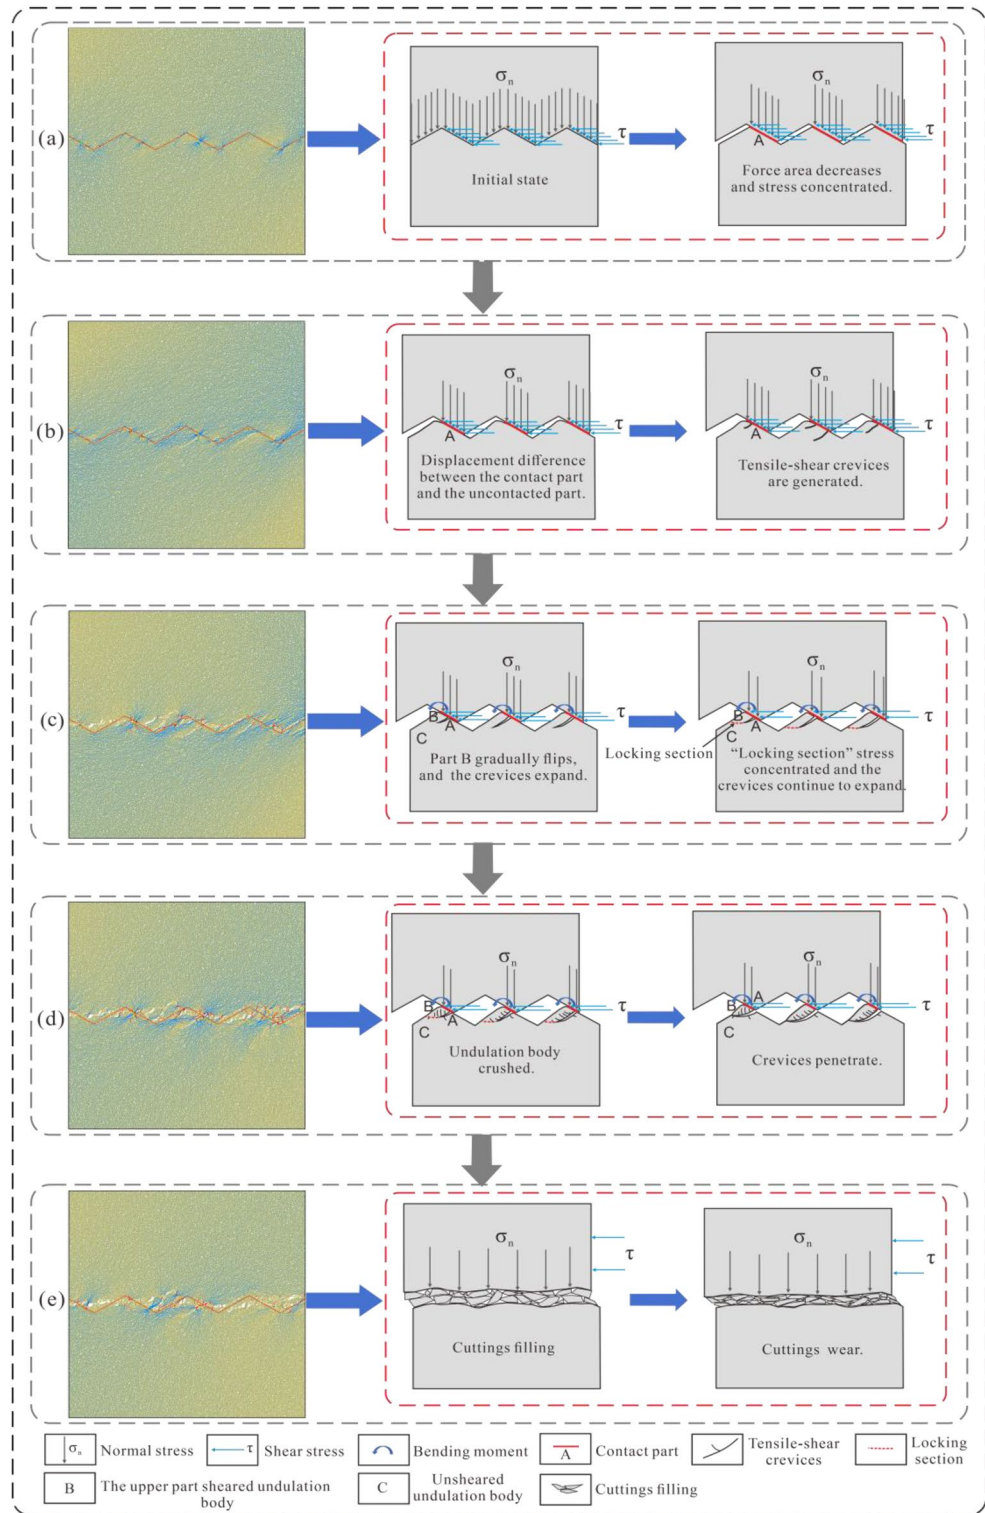 (a)
σn
τ
Initial state
σn
τ
A
Force area decreases
and stress concentrated.
(b)
σn
τ
A
Displacement difference
between the contact part
and the uncontacted part.
σn
τ
A
Tensile-shear crevices
are generated.
(c)
σn
τ
B
A
C
Part B gradually flips,
and the crevices expand.
σn
τ
B
A
C
Locking section
“Locking section” stress
concentrated and the
crevices continue to expand.
(d)
σn
τ
B
A
C
Undulation body
crushed.
σn
τ
A
B
C
Crevices penetrate.
(e)
σn
τ
Cuttings filling
σn
τ
Cuttings wear.
σn Normal stress
τ Shear stress
Bending moment
A Contact part
Tensile-shear
crevices
Locking
section
B The upper part sheared undulation
body
C Unsheared
undulation body
Cuttings filling